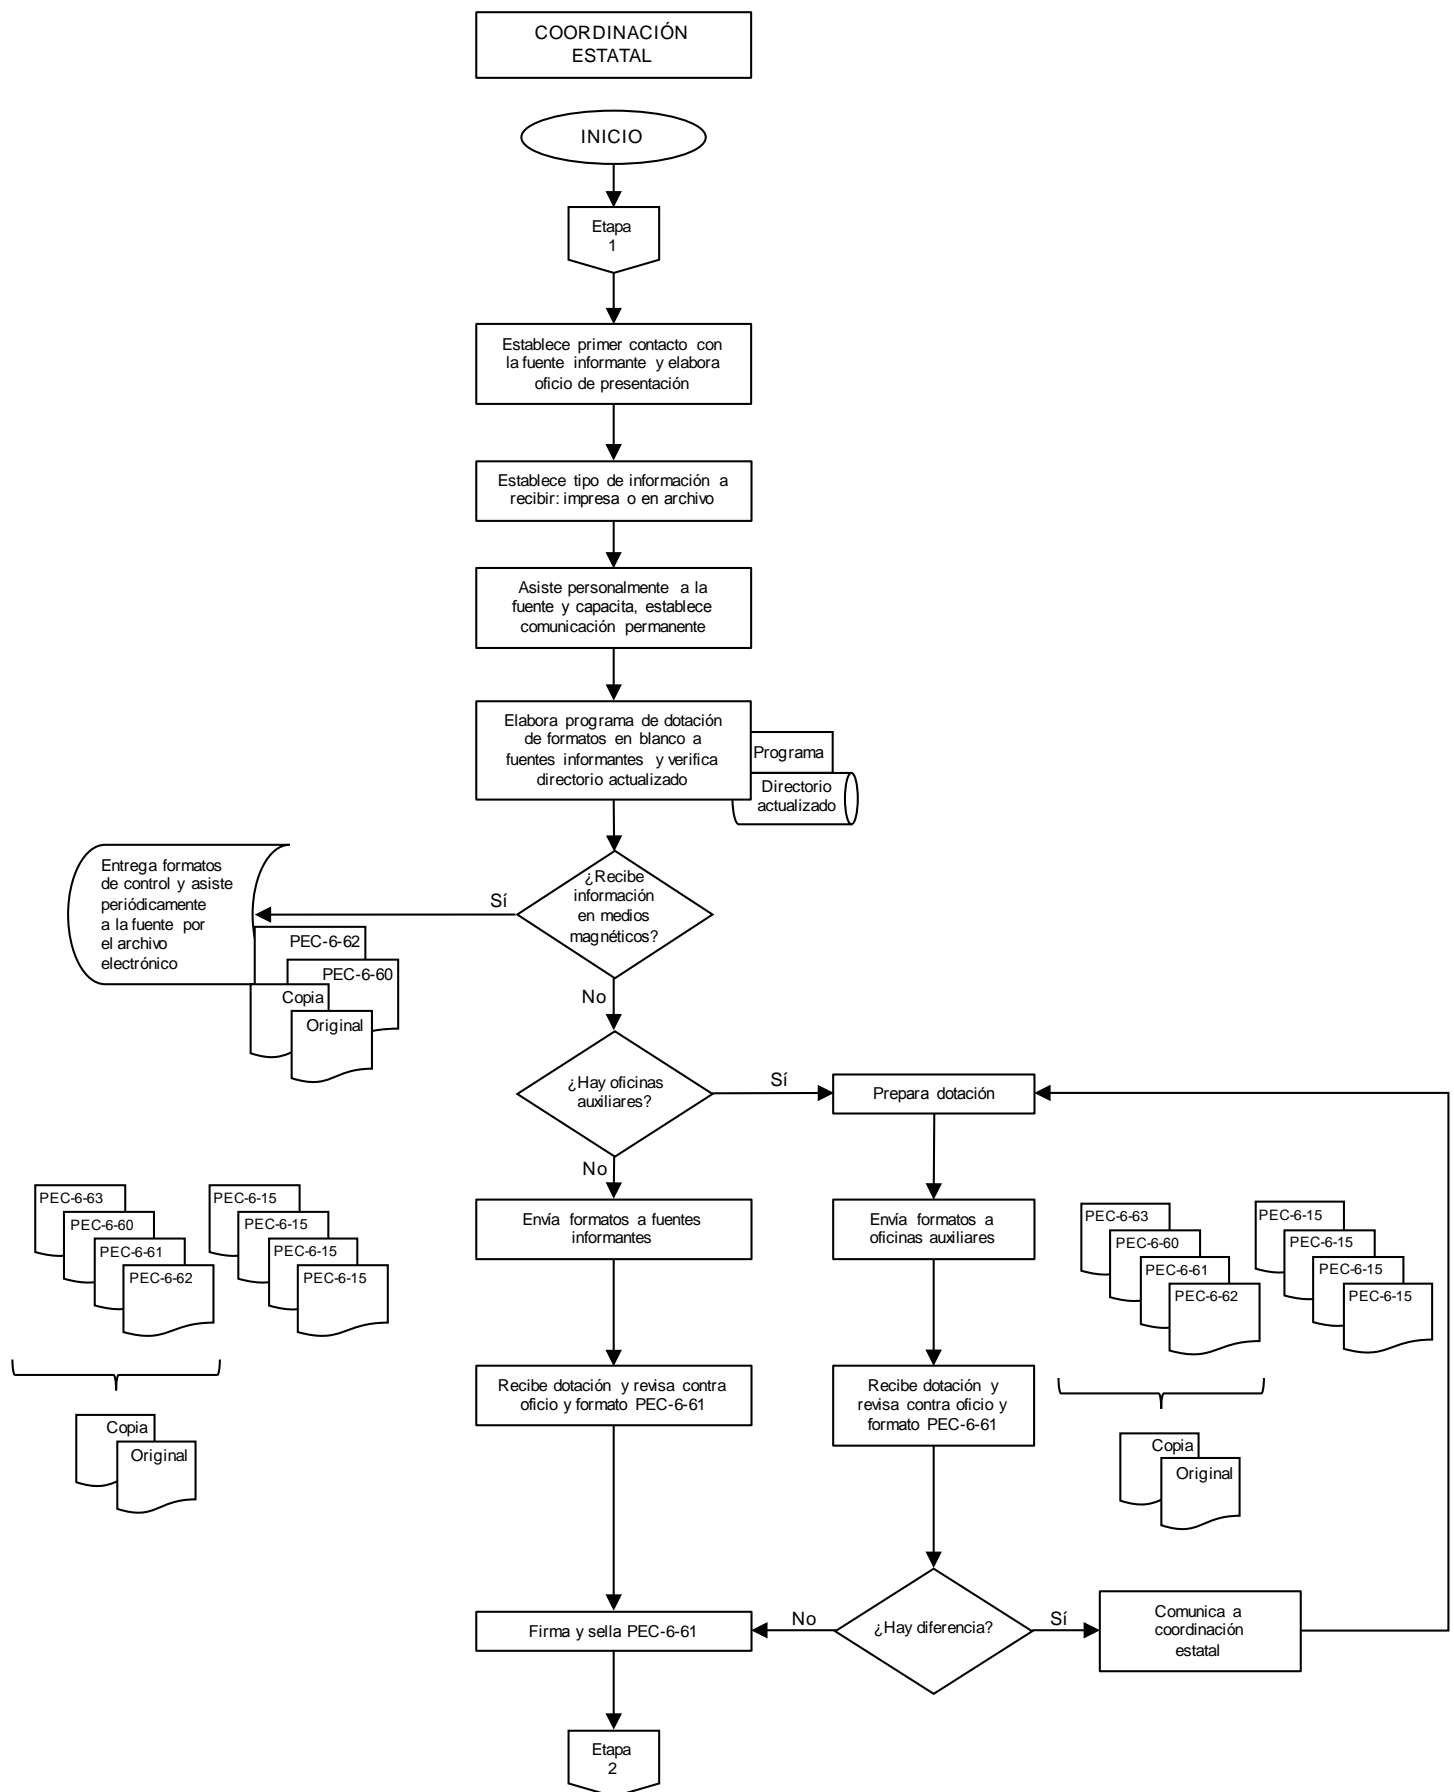 COORDINACIÓN
ESTATAL
INICIO
Etapa
1
Establece primer contacto con
la fuente informante y elabora
oficio de presentación
Establece tipo de información a
recibir: impresa o en archivo
Asiste personalmente a la
fuente y capacita, establece
comunicación permanente
Elabora programa de dotación
de formatos en blanco a
fuentes informantes y verifica
directorio actualizado
Programa
Directorio
actualizado
¿Recibe
información
en medios
magnéticos?
Sí
Entrega formatos
de control y asiste
periódicamente
a la fuente por
el archivo
electrónico
PEC-6-62
PEC-6-60
Copia
Original
No
¿Hay oficinas
auxiliares?
Sí
Prepara dotación
No
PEC-6-63
PEC-6-60
PEC-6-61
PEC-6-62
PEC-6-15
PEC-6-15
PEC-6-15
PEC-6-15
Envía formatos a fuentes
informantes
Envía formatos a
oficinas auxiliares
PEC-6-63
PEC-6-60
PEC-6-61
PEC-6-62
PEC-6-15
PEC-6-15
PEC-6-15
PEC-6-15
Copia
Original
Recibe dotación y revisa contra
oficio y formato PEC-6-61
Recibe dotación y
revisa contra oficio y
formato PEC-6-61
Copia
Original
Firma y sella PEC-6-61
No
¿Hay diferencia?
Sí
Comunica a
coordinación
estatal
Etapa
2